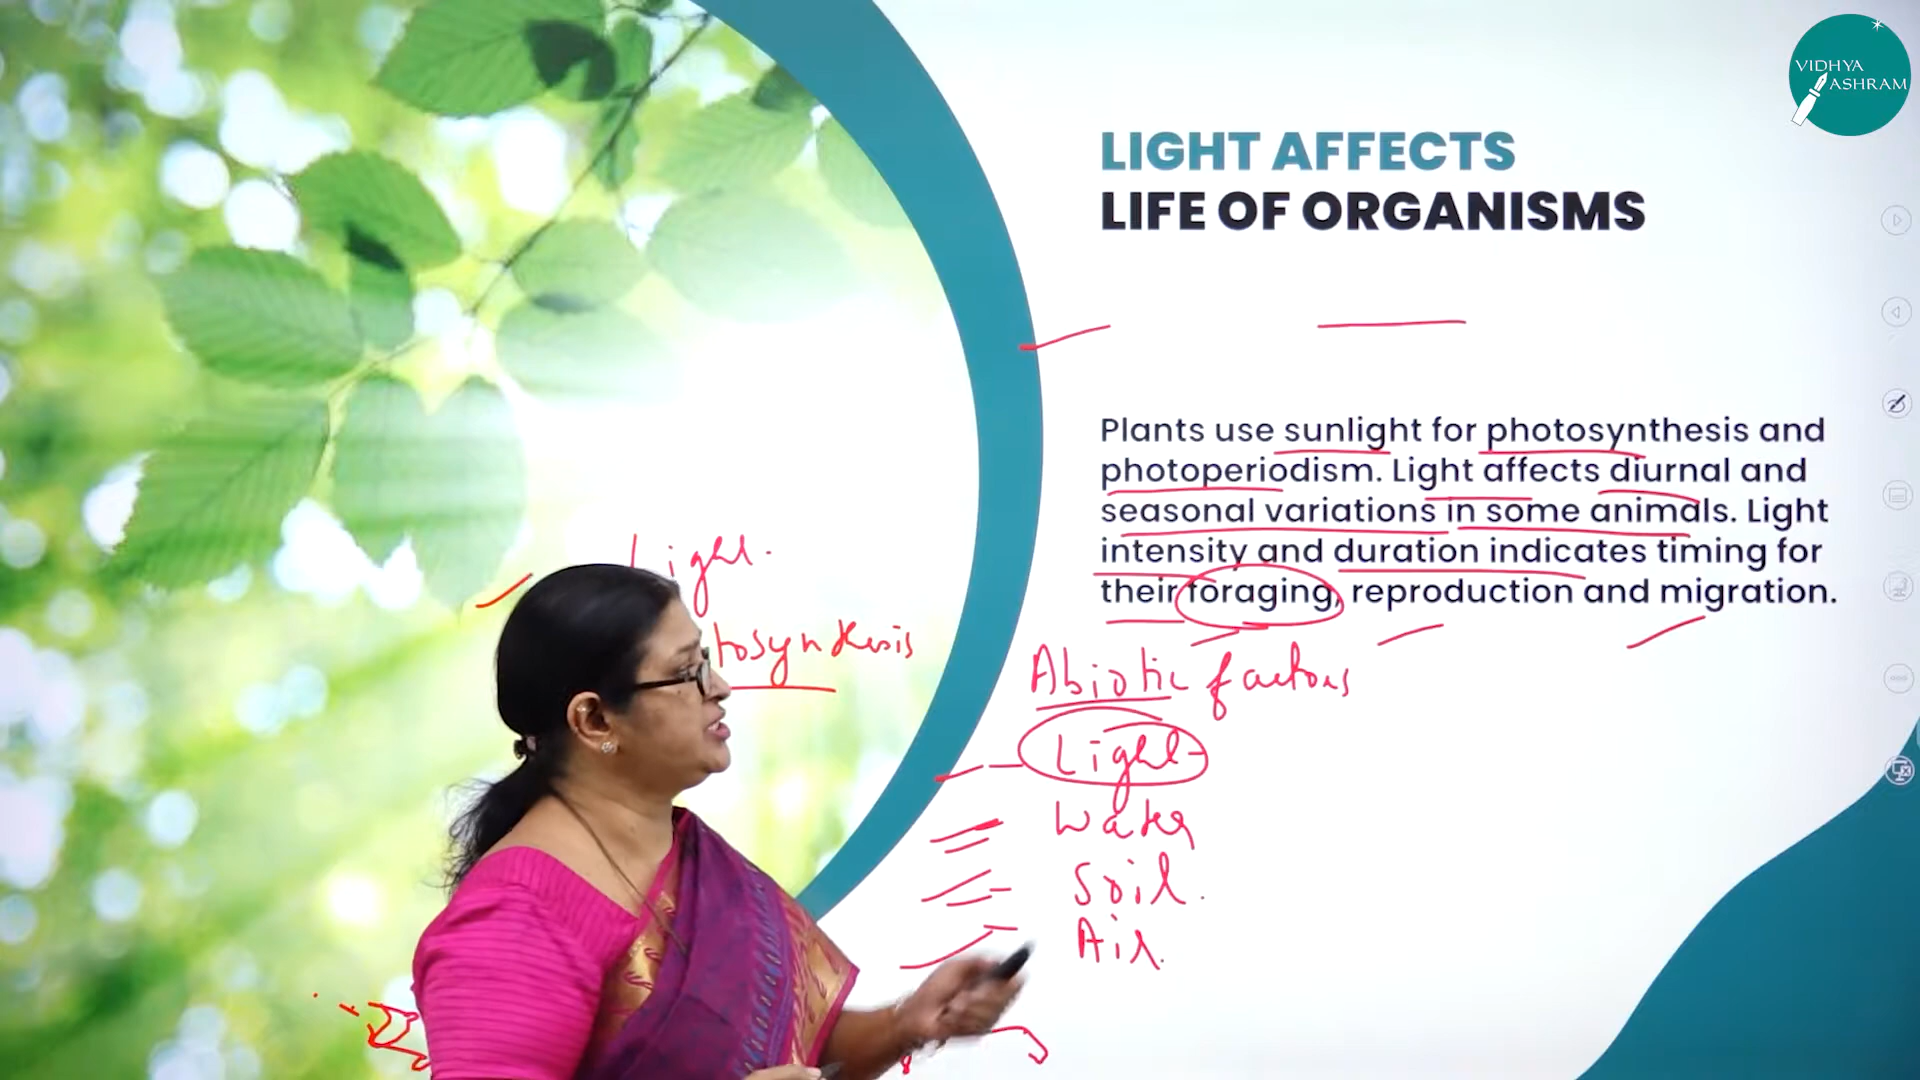 VIDHYA
ASHRAM
LIGHT AFFECTS
LIFE OF ORGANISMS
Plants use sunlight for photosynthesis and
photoperiodism. Light affects diurnal and
seasonal variations in some animals. Light
intensity and duration indicates timing for
their foraging, reproduction and migration.
Light.
tosynthesis
Abiotic factors
Light
Water
Soil.
Air.